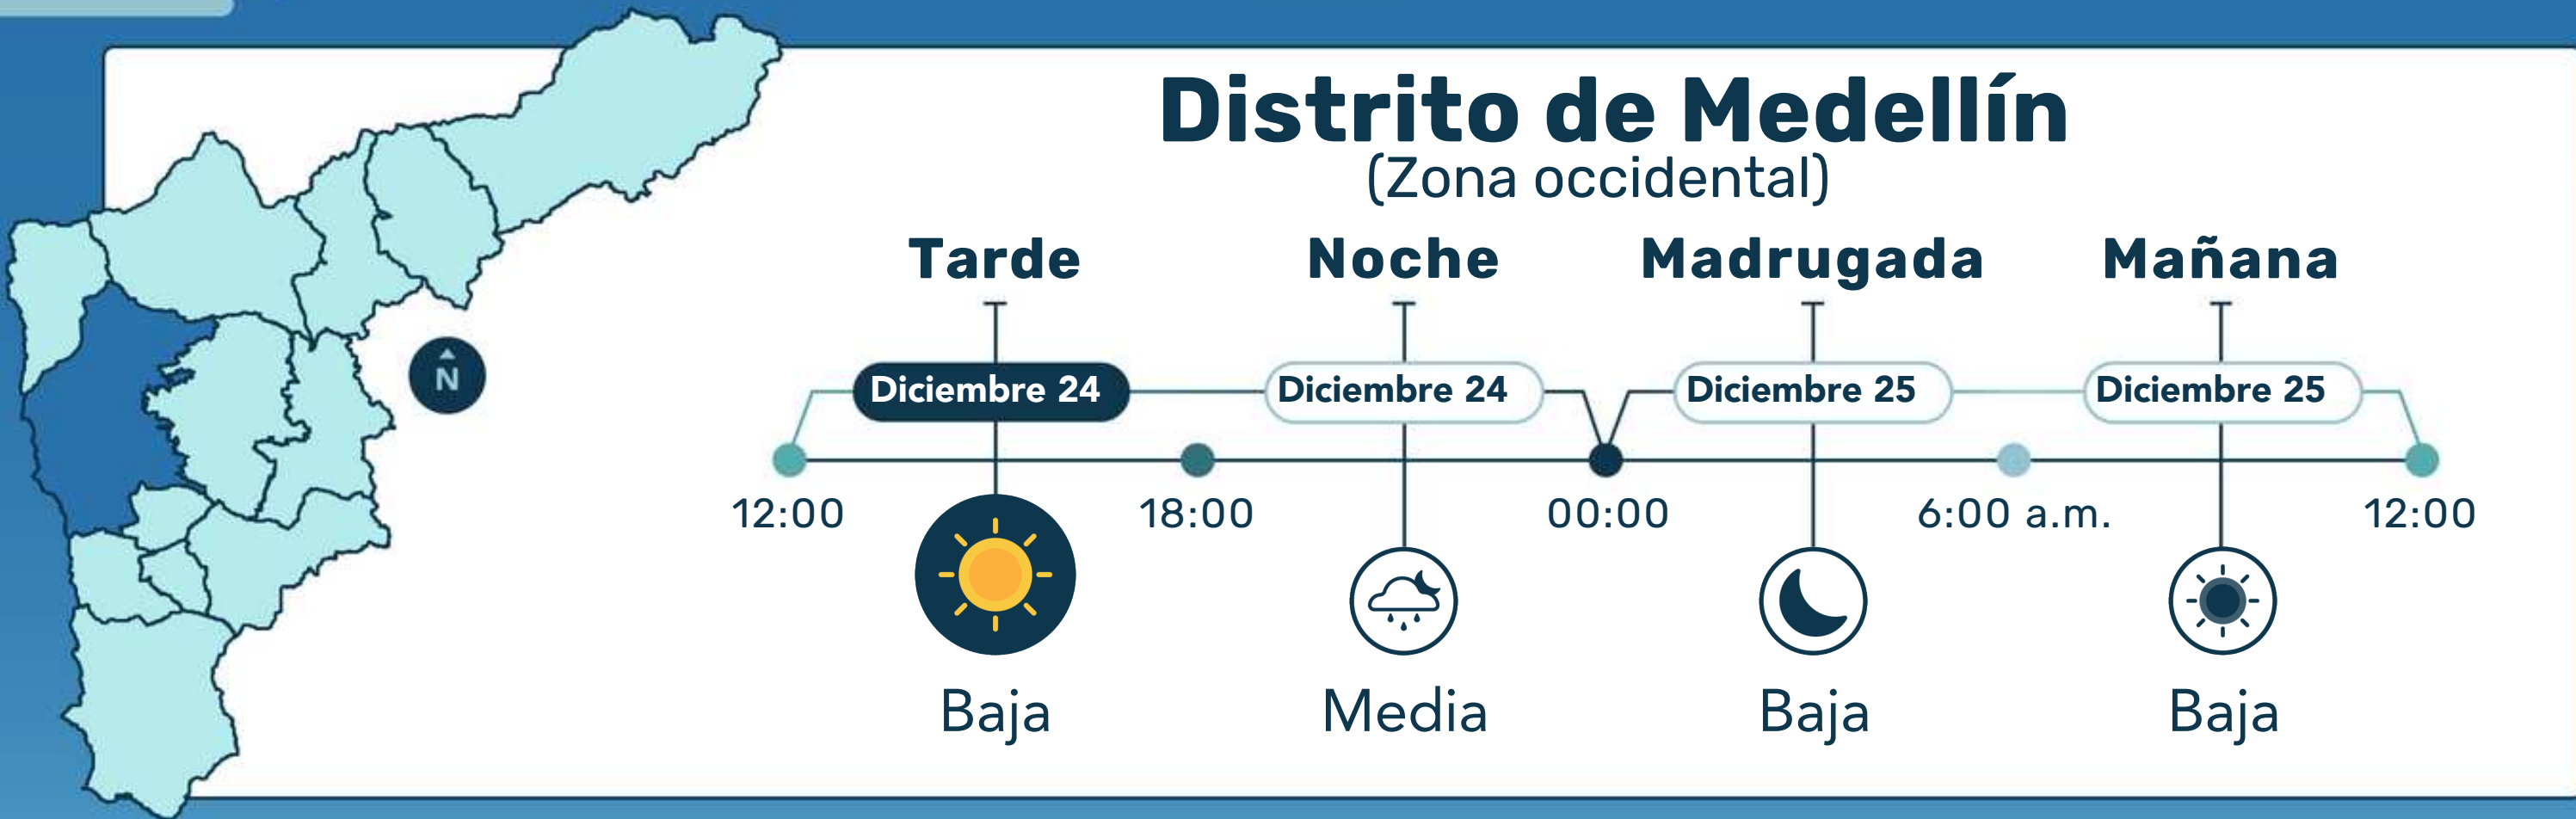 Distrito de Medellín
(Zona occidental)
Tarde Noche Madrugada Mañana
Diciembre 24 Diciembre 24 Diciembre 25 Diciembre 25
N
12:00 18:00 00:00 6:00 a.m. 12:00
Baja Media Baja Baja